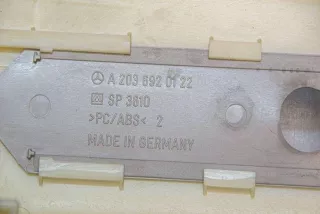 A 203 692 01 22
SP 3610
>PC/ABS< 2
MADE IN GERMANY